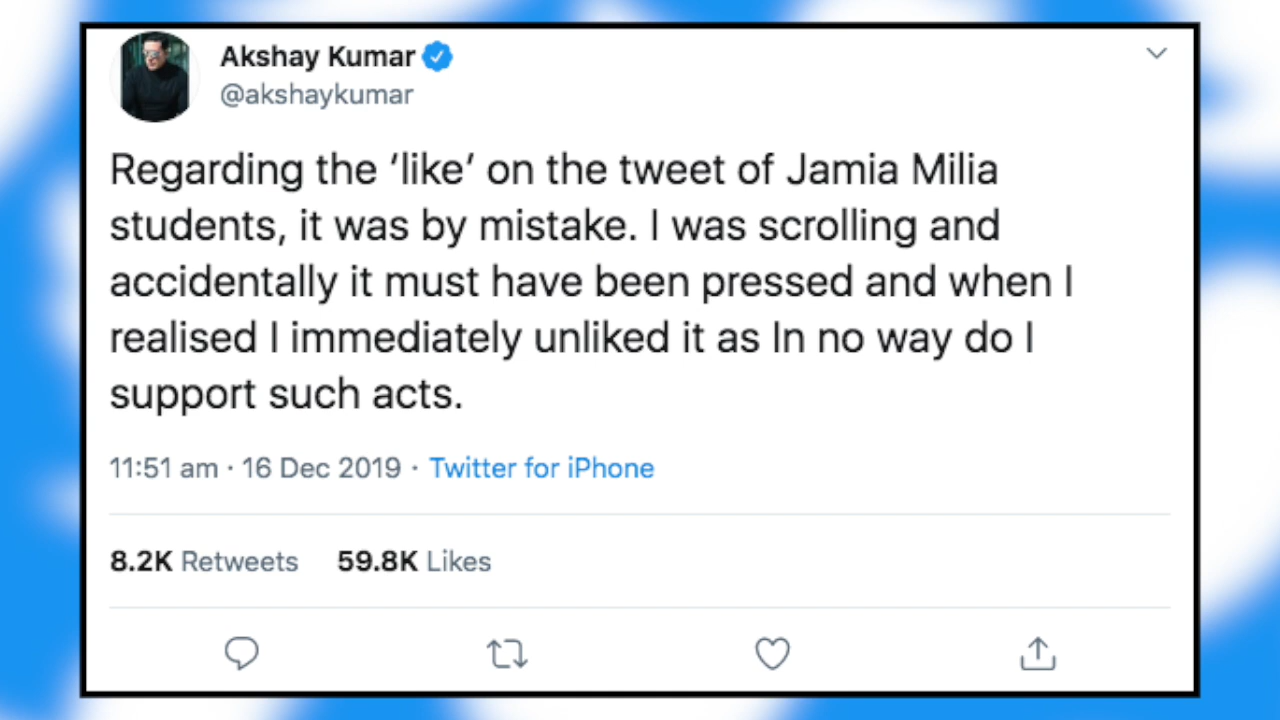 Akshay Kumar
@akshaykumar
Regarding the ‘like’ on the tweet of Jamia Milia
students, it was by mistake. I was scrolling and
accidentally it must have been pressed and when I
realised I immediately unliked it as In no way do I
support such acts.
11:51 am · 16 Dec 2019 · Twitter for iPhone
8.2K Retweets 59.8K Likes